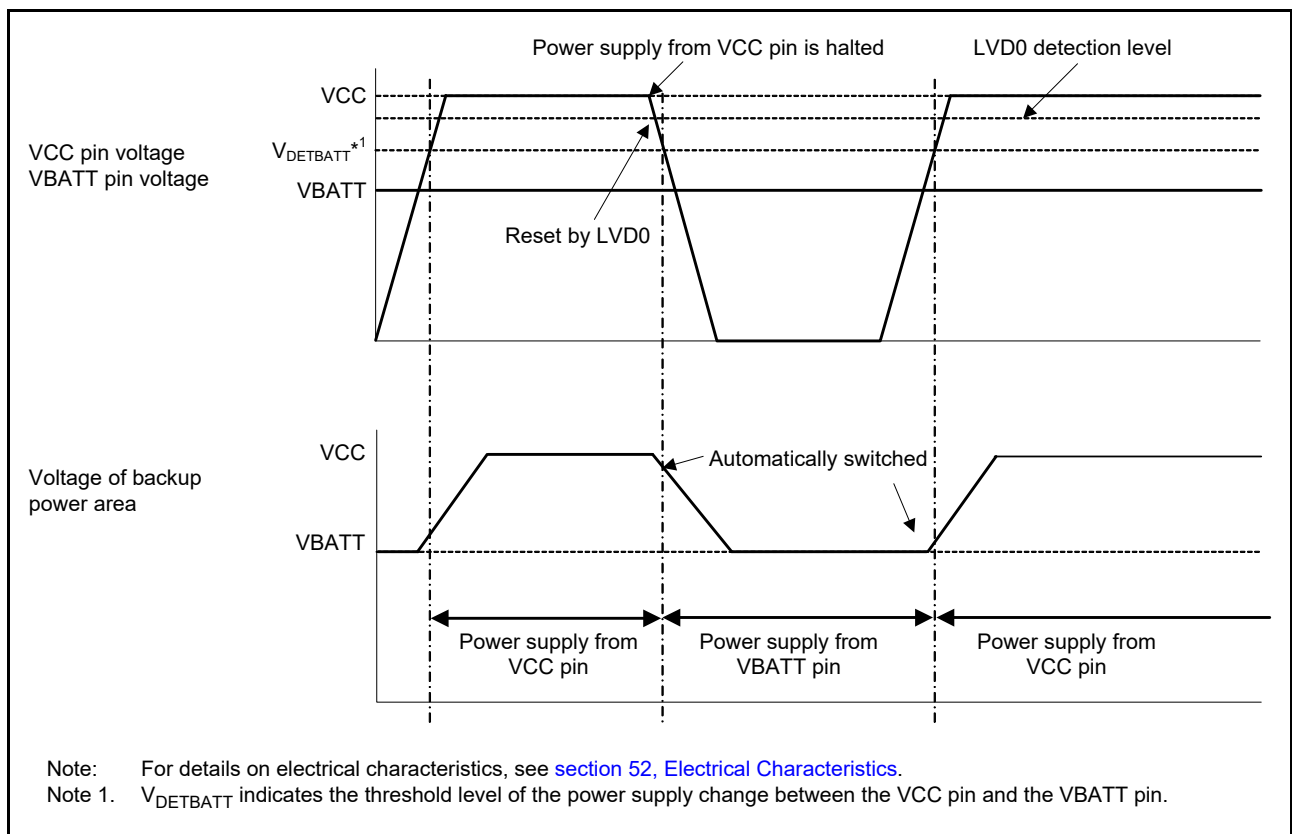 Power supply from VCC pin is halted
LVD0 detection level
VCC
VCC pin voltage
VBATT pin voltage
VDETBATT*1
VBATT
Reset by LVD0
VCC
Voltage of backup
power area
Automatically switched
VBATT
Power supply from
VCC pin
Power supply from
VBATT pin
Power supply from
VCC pin
Note: For details on electrical characteristics, see section 52, Electrical Characteristics.
Note 1. VDETBATT indicates the threshold level of the power supply change between the VCC pin and the VBATT pin.